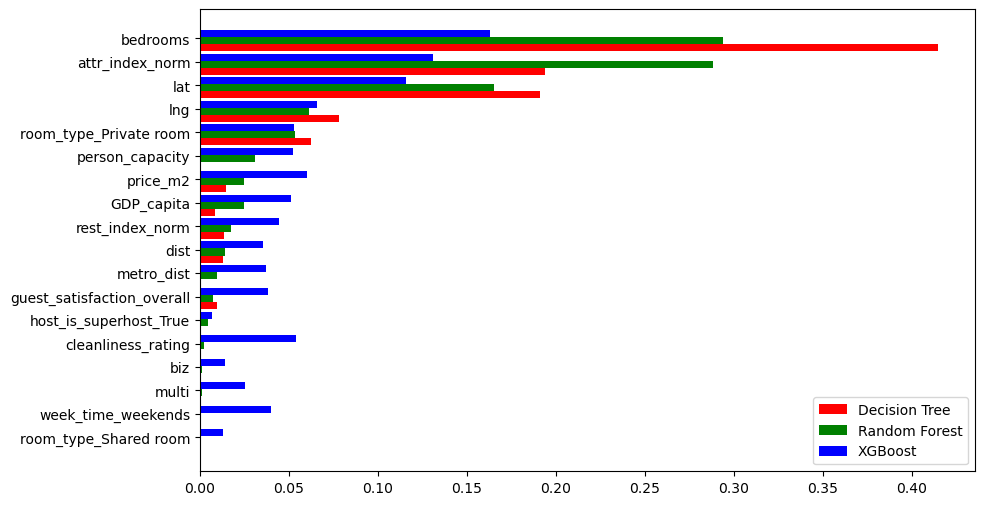 bedrooms
attr_index_norm
lat
lng
room_type_Private room
person_capacity
price_m2
GDP_capita
rest_index_norm
dist
metro_dist
guest_satisfaction_overall
host_is_superhost_True
cleanliness_rating
biz
multi
week_time_weekends
room_type_Shared room
Decision Tree
Random Forest
XGBoost
0.00 0.05 0.10 0.15 0.20 0.25 0.30 0.35 0.40